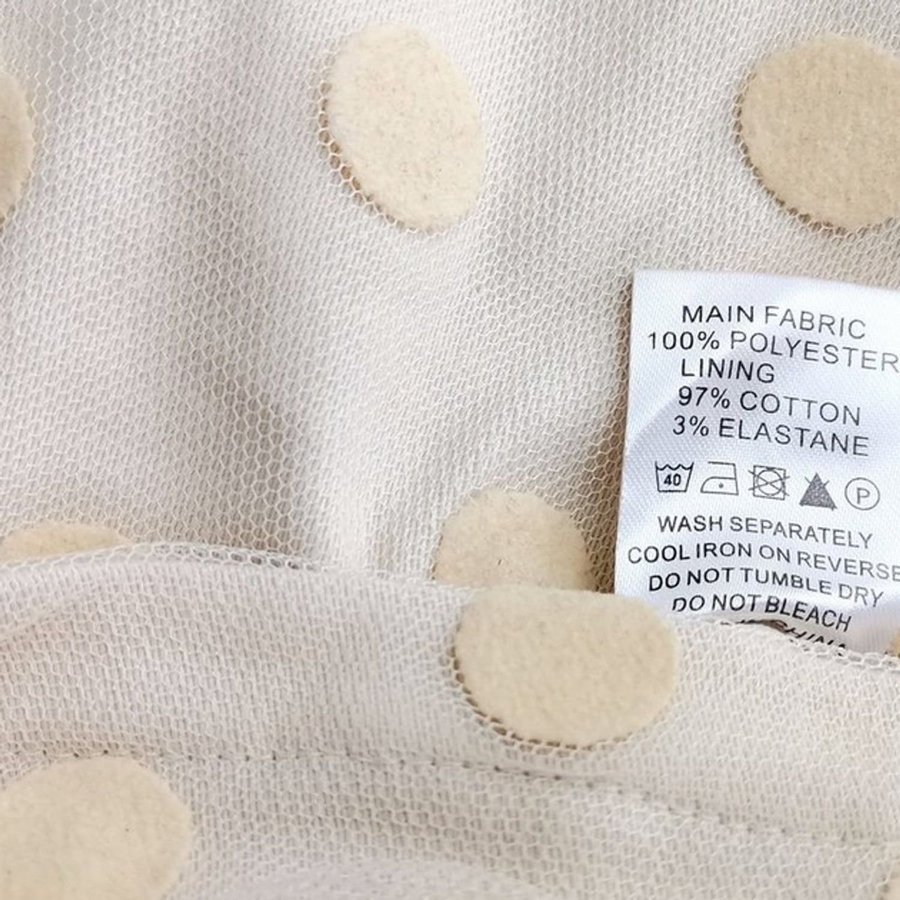 MAIN FABRIC
100% POLYESTER
LINING
97% COTTON
3% ELASTANE
40
P
WASH SEPARATELY
COOL IRON ON REVERSE
DO NOT TUMBLE DRY
DO NOT BLEACH
CHINA